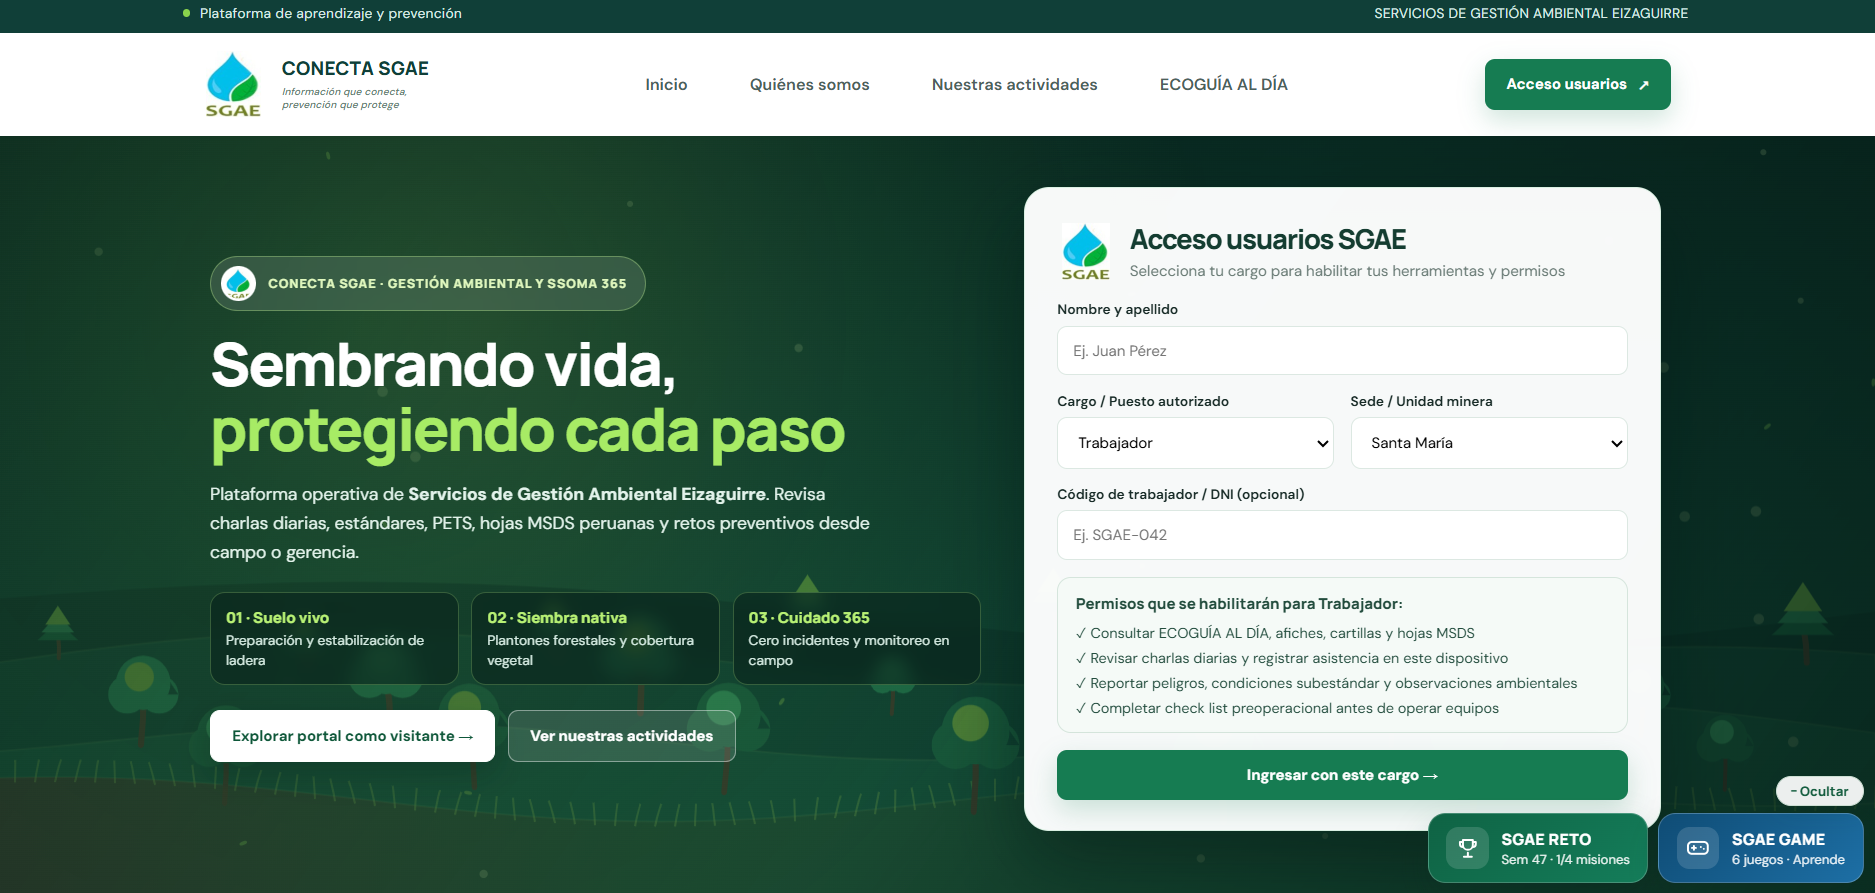 Plataforma de aprendizaje y prevención
SERVICIOS DE GESTIÓN AMBIENTAL EIZAGUIRRE
SGAE
CONECTA SGAE
Información que conecta,
prevención que protege
Inicio
Quiénes somos
Nuestras actividades
ECOGUÍA AL DÍA
Acceso usuarios ↗
SGAE
CONECTA SGAE · GESTIÓN AMBIENTAL Y SSOMA 365
Sembrando vida,
protegiendo cada paso
Plataforma operativa de Servicios de Gestión Ambiental Eizaguirre. Revisa
charlas diarias, estándares, PETS, hojas MSDS peruanas y retos preventivos desde
campo o gerencia.
01 · Suelo vivo
Preparación y estabilización de
ladera
02 · Siembra nativa
Plantones forestales y cobertura
vegetal
03 · Cuidado 365
Cero incidentes y monitoreo en
campo
Explorar portal como visitante →
Ver nuestras actividades
SGAE
Acceso usuarios SGAE
Selecciona tu cargo para habilitar tus herramientas y permisos
Nombre y apellido
Ej. Juan Pérez
Cargo / Puesto autorizado
Trabajador
Sede / Unidad minera
Santa María
Código de trabajador / DNI (opcional)
Ej. SGAE-042
Permisos que se habilitarán para Trabajador:
✓ Consultar ECOGUÍA AL DÍA, afiches, cartillas y hojas MSDS
✓ Revisar charlas diarias y registrar asistencia en este dispositivo
✓ Reportar peligros, condiciones subestándar y observaciones ambientales
✓ Completar check list preoperacional antes de operar equipos
Ingresar con este cargo →
− Ocultar
SGAE RETO
Sem 47 · 1/4 misiones
SGAE GAME
6 juegos · Aprende